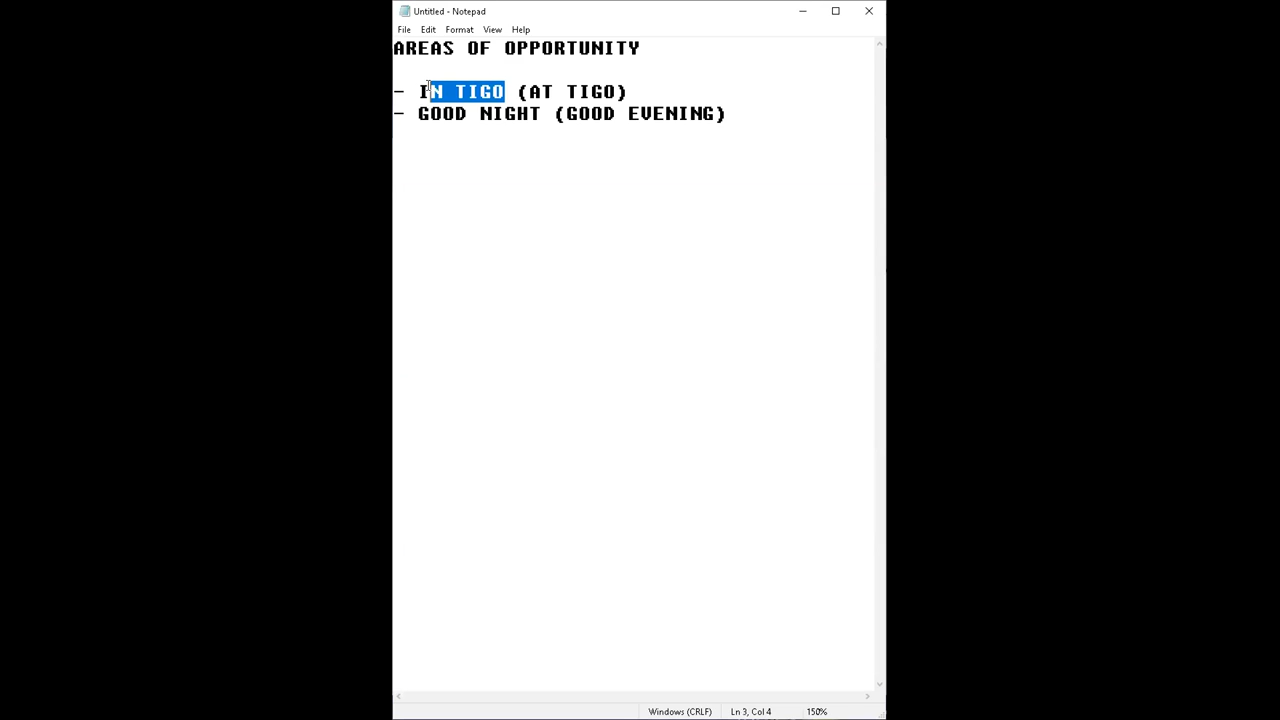 Untitled - Notepad
File Edit Format View Help
AREAS OF OPPORTUNITY
- IN TIGO (AT TIGO)
- GOOD NIGHT (GOOD EVENING)
Windows (CRLF) Ln 3, Col 4 150%